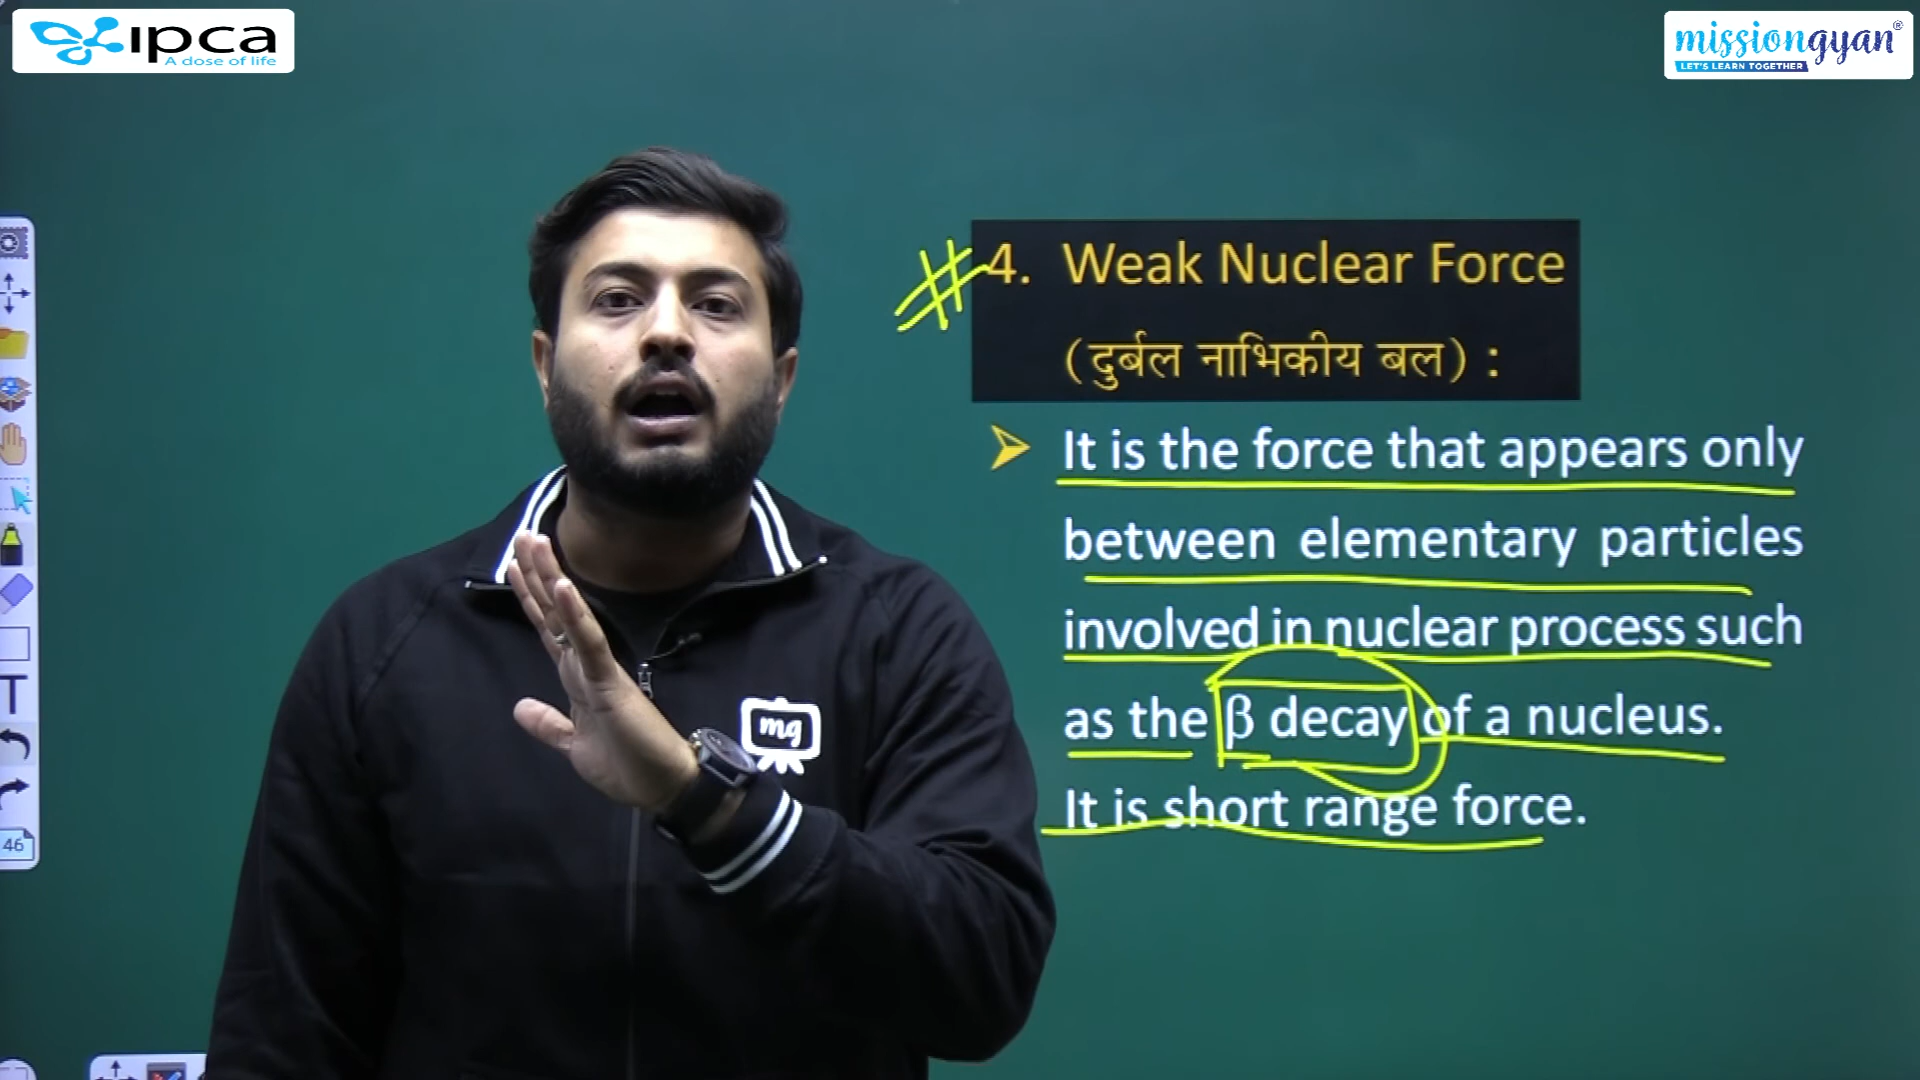 ipca
A dose of life
missiongyan®
LET'S LEARN TOGETHER
4. Weak Nuclear Force
(दुर्बल नाभिकीय बल) :
It is the force that appears only
between elementary particles
involved in nuclear process such
as the β decay of a nucleus.
It is short range force.
mg
T
46